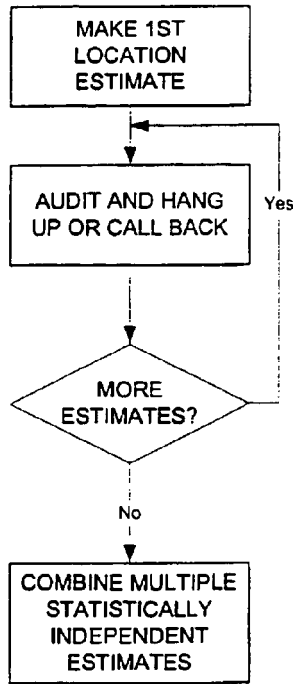 MAKE 1ST
LOCATION
ESTIMATE
AUDIT AND HANG
UP OR CALL BACK
Yes
MORE
ESTIMATES?
No
COMBINE MULTIPLE
STATISTICALLY
INDEPENDENT
ESTIMATES